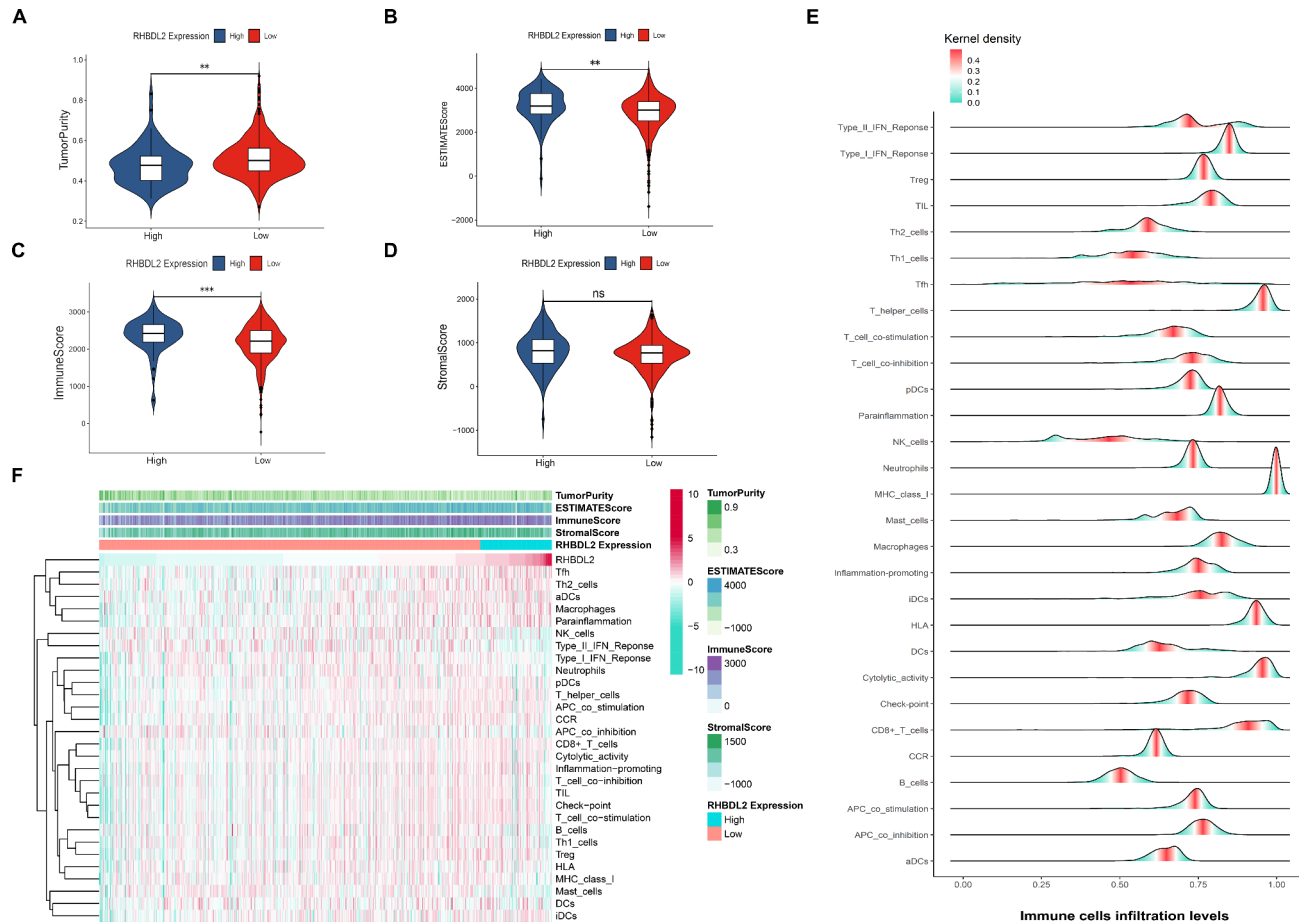 A
RHBDL2 Expression High Low
TumorPurity
1.0
0.8
0.6
0.4
0.2
**
High Low
B
RHBDL2 Expression High Low
ESTIMATEScore
4000
2000
0
−2000
**
High Low
C
RHBDL2 Expression High Low
ImmuneScore
3000
2000
1000
0
***
High Low
D
RHBDL2 Expression High Low
StromalScore
2000
1000
0
−1000
ns
High Low
E
Kernel density
0.4
0.3
0.2
0.1
0.0
Type_II_IFN_Reponse
Type_I_IFN_Reponse
Treg
TIL
Th2_cells
Th1_cells
Tfh
T_helper_cells
T_cell_co-stimulation
T_cell_co-inhibition
pDCs
Parainflammation
NK_cells
Neutrophils
MHC_class_I
Mast_cells
Macrophages
Inflammation-promoting
iDCs
HLA
DCs
Cytolytic_activity
Check-point
CD8+_T_cells
CCR
B_cells
APC_co_stimulation
APC_co_inhibition
aDCs
0.00 0.25 0.50 0.75 1.00
Immune cells infiltration levels
F
TumorPurity
ESTIMATEScore
ImmuneScore
StromalScore
RHBDL2 Expression
RHBDL2
Tfh
Th2_cells
aDCs
Macrophages
Parainflammation
NK_cells
Type_II_IFN_Reponse
Type_I_IFN_Reponse
Neutrophils
pDCs
T_helper_cells
APC_co_stimulation
CCR
APC_co_inhibition
CD8+_T_cells
Cytolytic_activity
Inflammation−promoting
T_cell_co−inhibition
TIL
Check−point
T_cell_co−stimulation
B_cells
Th1_cells
Treg
HLA
MHC_class_I
Mast_cells
DCs
iDCs
10
5
0
−5
−10
TumorPurity
0.9
0.3
ESTIMATEScore
4000
−1000
ImmuneScore
3000
0
StromalScore
1500
−1000
RHBDL2 Expression
High
Low